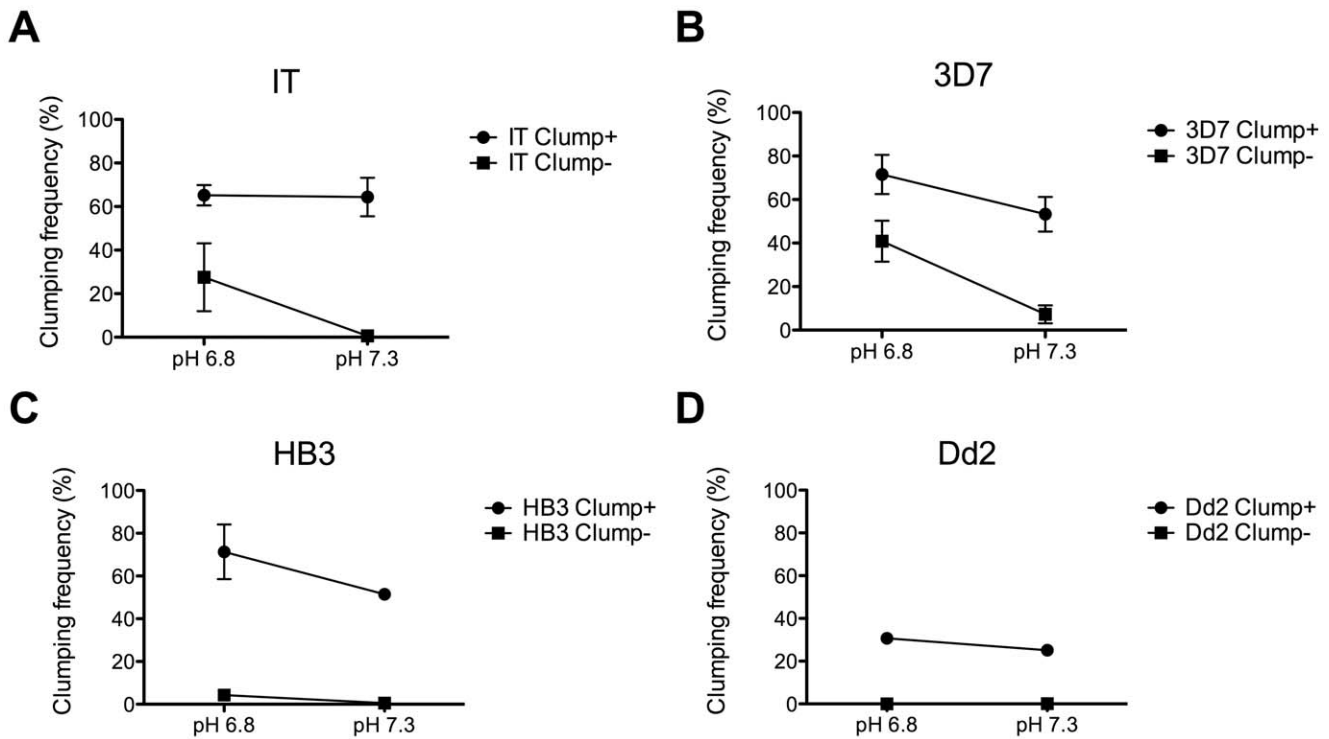 A
IT
Clumping frequency (%)
100
80
60
40
20
0
pH 6.8
pH 7.3
IT Clump+
IT Clump-
B
3D7
Clumping frequency (%)
100
80
60
40
20
0
pH 6.8
pH 7.3
3D7 Clump+
3D7 Clump-
C
HB3
Clumping frequency (%)
100
80
60
40
20
0
pH 6.8
pH 7.3
HB3 Clump+
HB3 Clump-
D
Dd2
Clumping frequency (%)
100
80
60
40
20
0
pH 6.8
pH 7.3
Dd2 Clump+
Dd2 Clump-